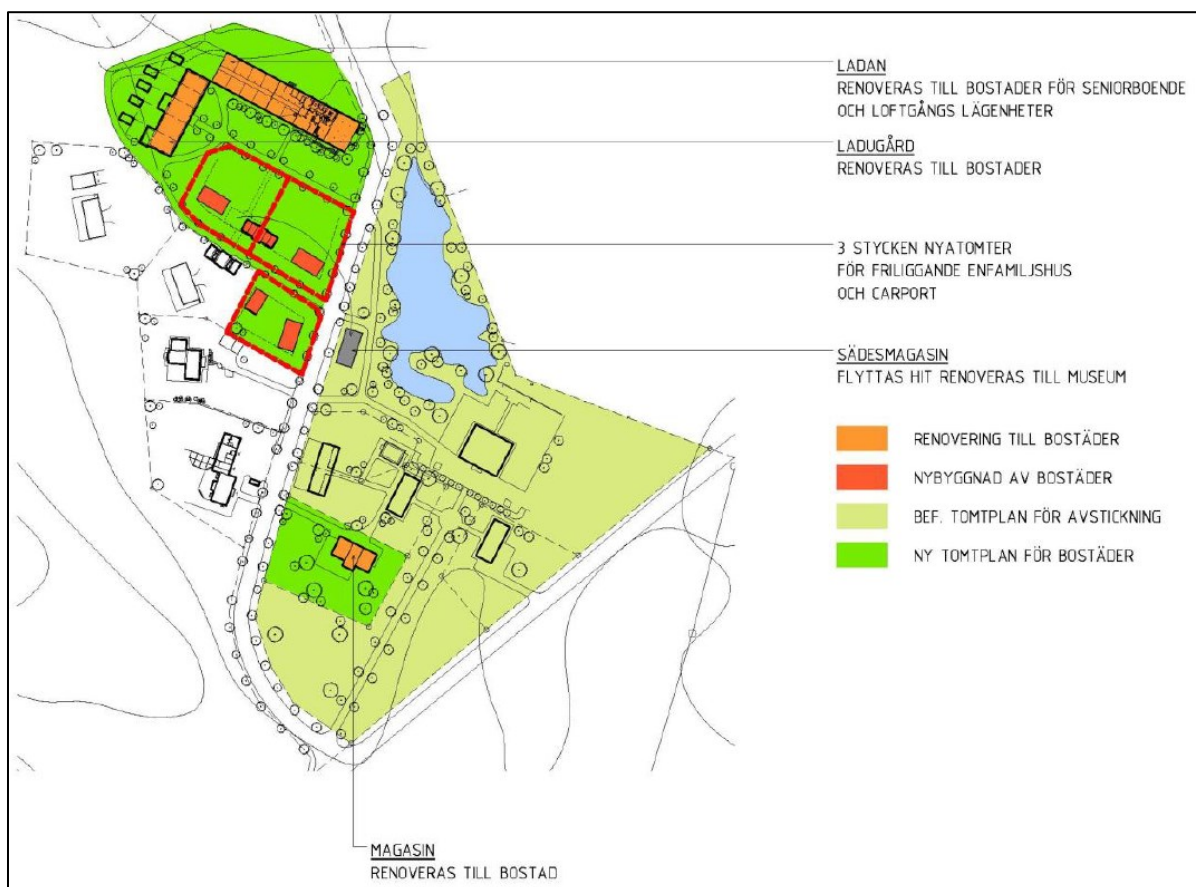 LADAN
RENOVERAS TILL BOSTADER FÖR SENIORBOENDE
OCH LOFTGÅNGS LÄGENHETER
LADUGÅRD
RENOVERAS TILL BOSTADER
3 STYCKEN NYATOMTER
FÖR FRILIGGANDE ENFAMILJSHUS
OCH CARPORT
SÄDESMAGASIN
FLYTTAS HIT RENOVERAS TILL MUSEUM
RENOVERING TILL BOSTÄDER
NYBYGGNAD AV BOSTÄDER
BEF. TOMTPLAN FÖR AVSTICKNING
NY TOMTPLAN FÖR BOSTÄDER
MAGASIN
RENOVERAS TILL BOSTAD